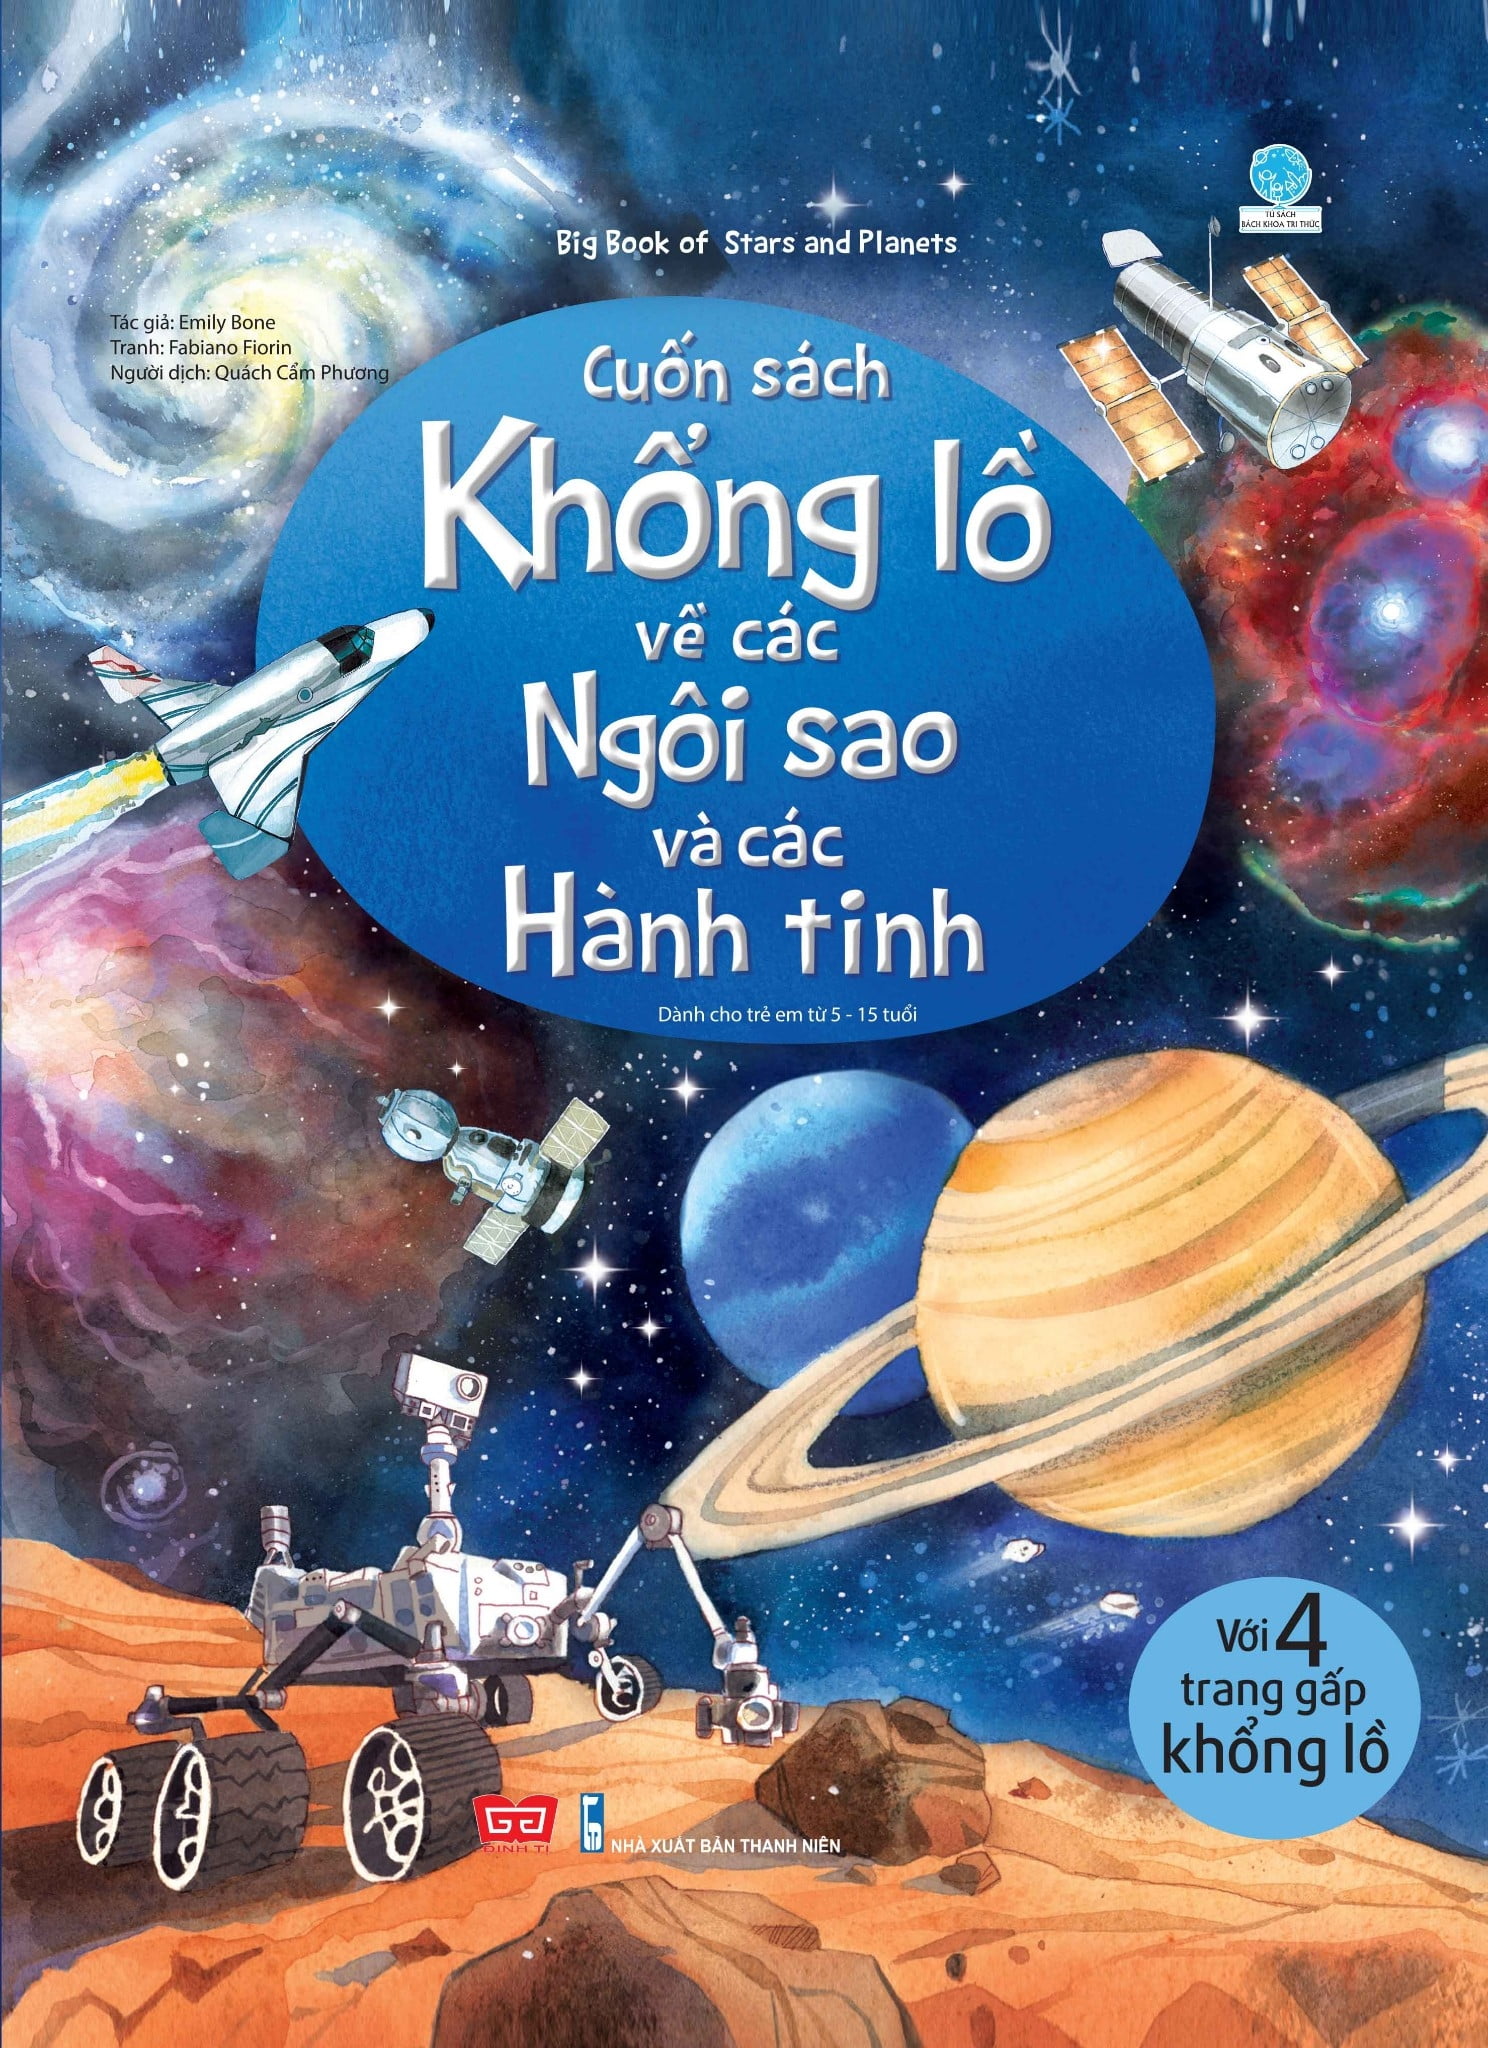 TỦ SÁCH
BÁCH KHOA TRI THỨC
Big Book of Stars and Planets
Tác giả: Emily Bone
Tranh: Fabiano Fiorin
Người dịch: Quách Cẩm Phương
Cuốn sách
Khổng lồ
về các
Ngôi sao
và các
Hành tinh
Dành cho trẻ em từ 5 - 15 tuổi
Với 4
trang gấp
khổng lồ
ĐINH TỊ
NHÀ XUẤT BẢN THANH NIÊN